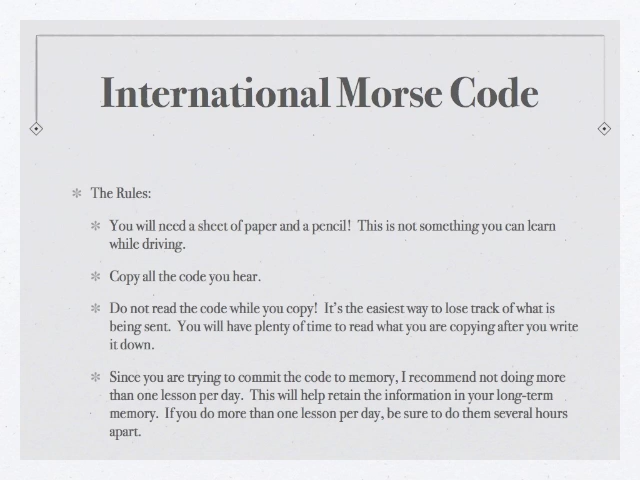 International Morse Code
The Rules:
You will need a sheet of paper and a pencil!  This is not something you can learn
while driving.
Copy all the code you hear.
Do not read the code while you copy!  It's the easiest way to lose track of what is
being sent.  You will have plenty of time to read what you are copying after you write
it down.
Since you are trying to commit the code to memory, I recommend not doing more
than one lesson per day.  This will help retain the information in your long-term
memory.  If you do more than one lesson per day, be sure to do them several hours
apart.